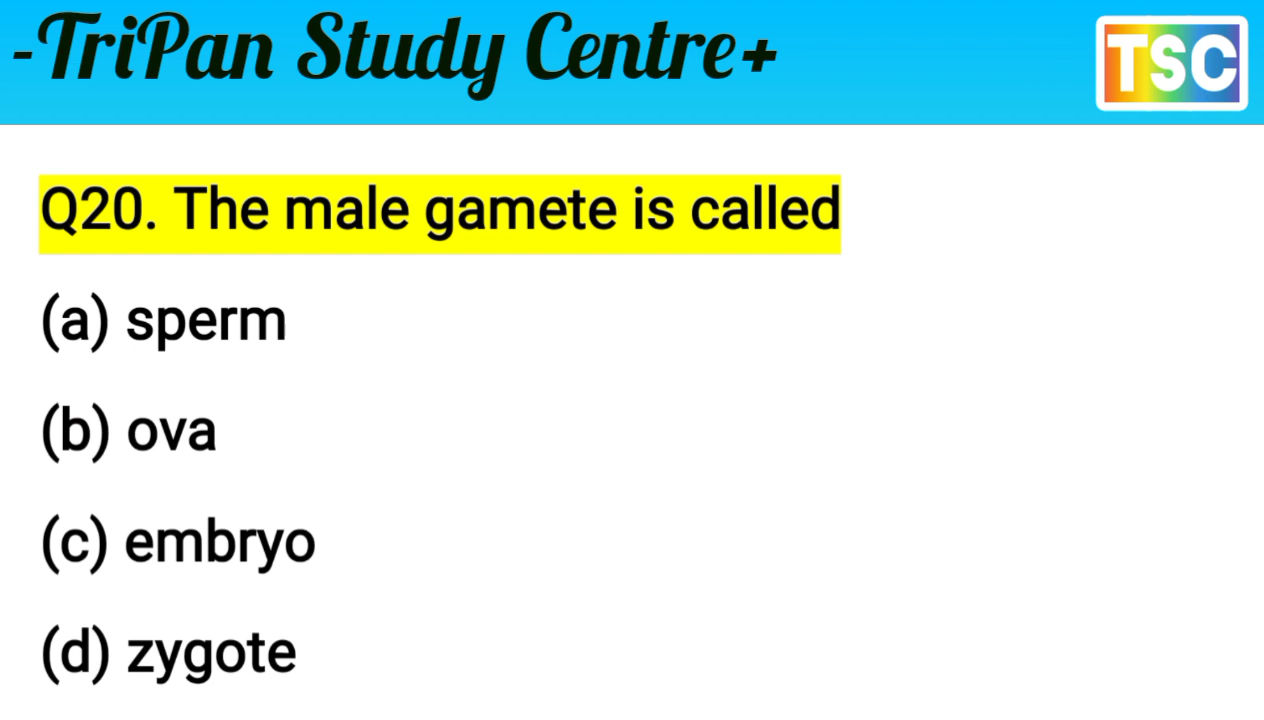 -TriPan Study Centre+
TSC
Q20. The male gamete is called
(a) sperm
(b) ova
(c) embryo
(d) zygote